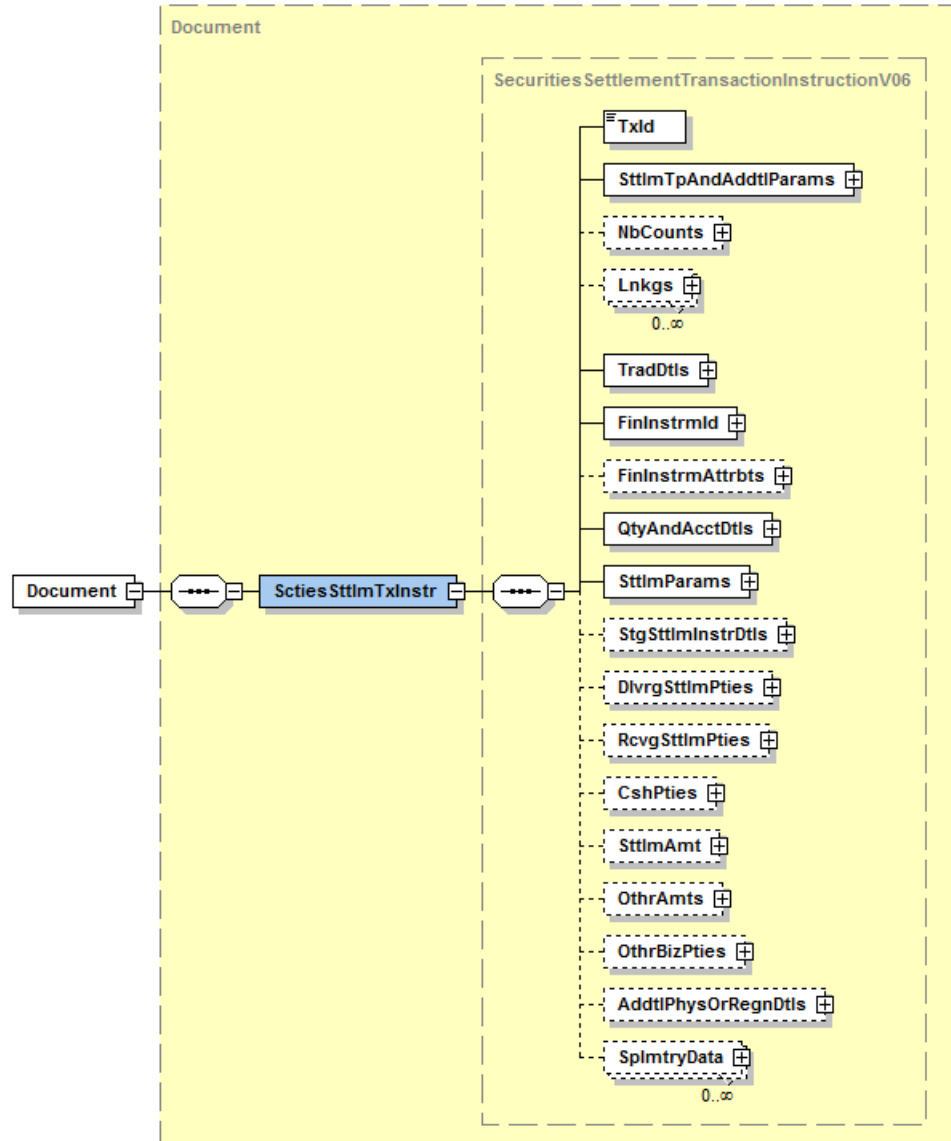 Document
SecuritiesSettlementTransactionInstructionV06
TxId
SttlmTpAndAddtlParams
NbCounts
Lnkgs
0..∞
TradDtls
FinInstrmId
FinInstrmAttrbts
QtyAndAcctDtls
Document
SctiesSttlmTxInstr
SttlmParams
StgSttlmInstrDtls
DlvrgSttlmPties
RcvgSttlmPties
CshPties
SttlmAmt
OthrAmts
OthrBizPties
AddtlPhysOrRegnDtls
SplmtryData
0..∞